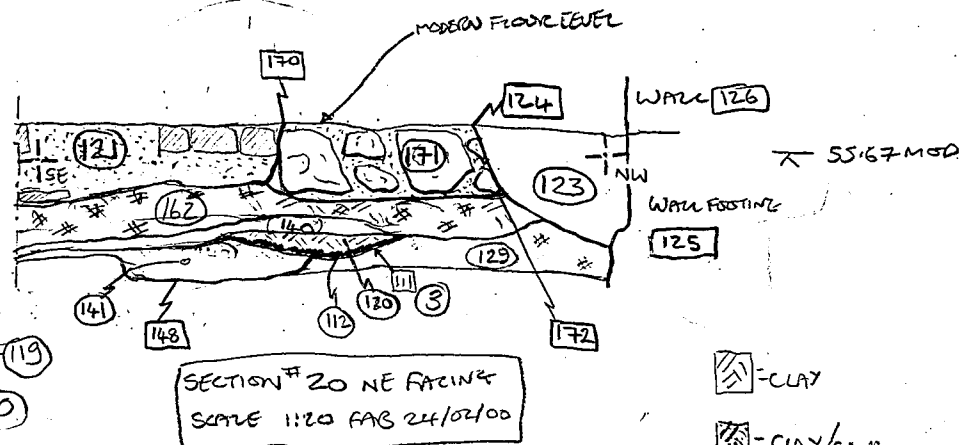 MODERN FLOOR LEVEL
170
124
WALL 126
121
171
SE
NW
55.67 MOD
123
162
WALL FOOTING
125
140
129
141
111
3
120
112
148
172
119
SECTION # 20 NE FACING
SCALE 1:20 FAB 24/02/00
=CLAY
=CLAY/